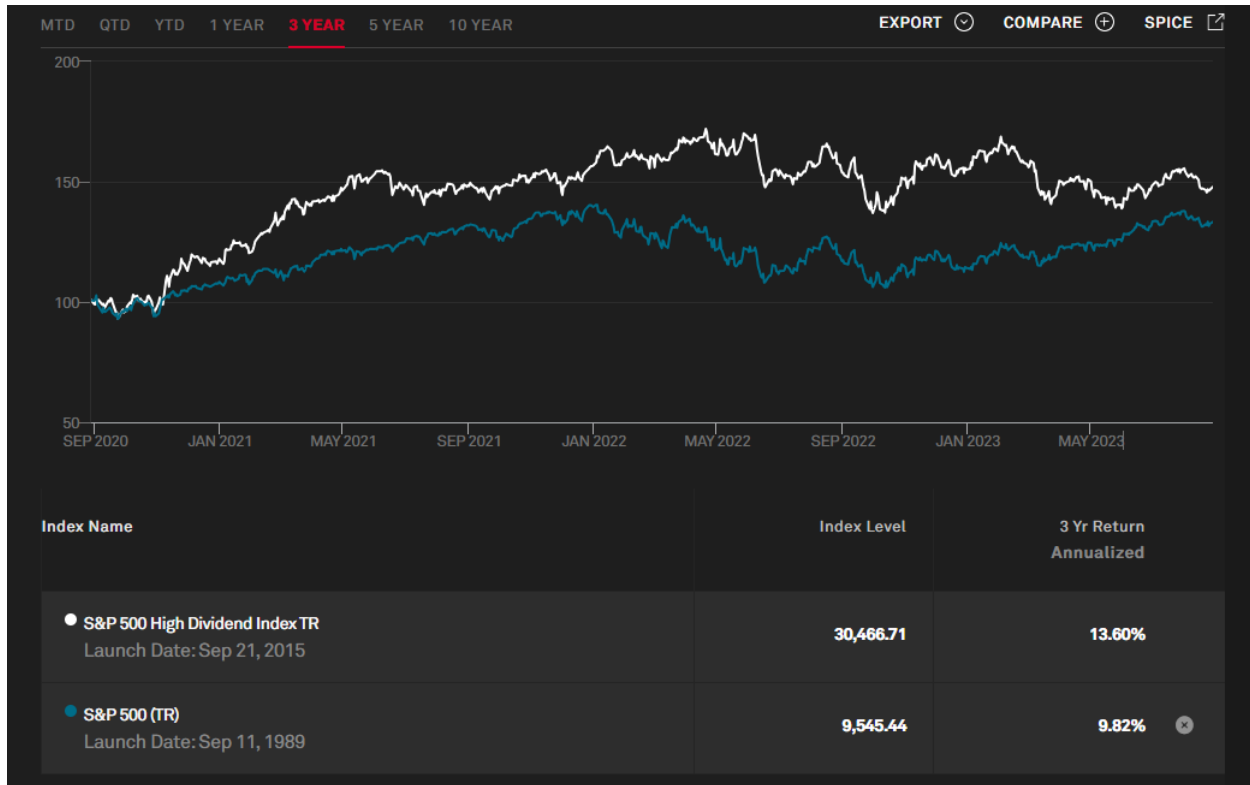 MTD QTD YTD 1 YEAR 3 YEAR 5 YEAR 10 YEAR EXPORT COMPARE SPICE
200
150
100
50
SEP 2020 JAN 2021 MAY 2021 SEP 2021 JAN 2022 MAY 2022 SEP 2022 JAN 2023 MAY 2023
Index Name Index Level 3 Yr Return
Annualized
S&P 500 High Dividend Index TR 30,466.71 13.60%
Launch Date: Sep 21, 2015
S&P 500 (TR) 9,545.44 9.82%
Launch Date: Sep 11, 1989